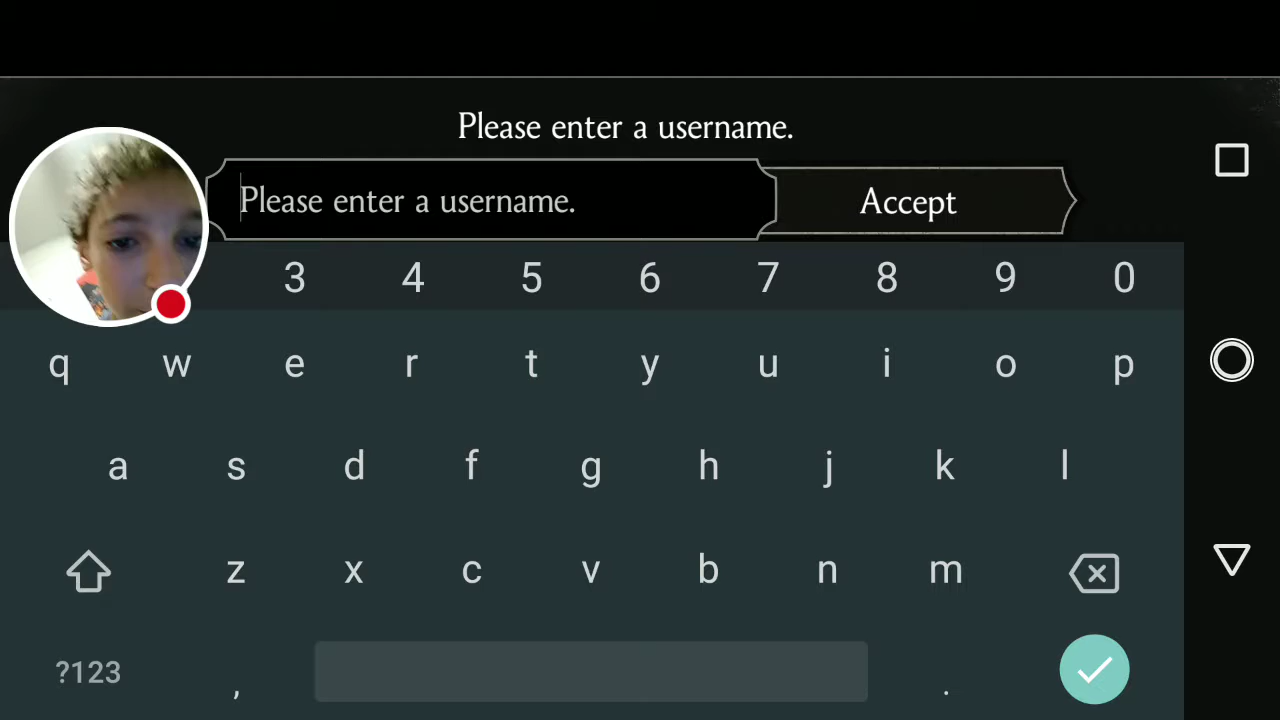 Please enter a username.
Please enter a username.
Accept
3 4 5 6 7 8 9 0
q w e r t y u i o p
a s d f g h j k l
z x c v b n m
?123 , .